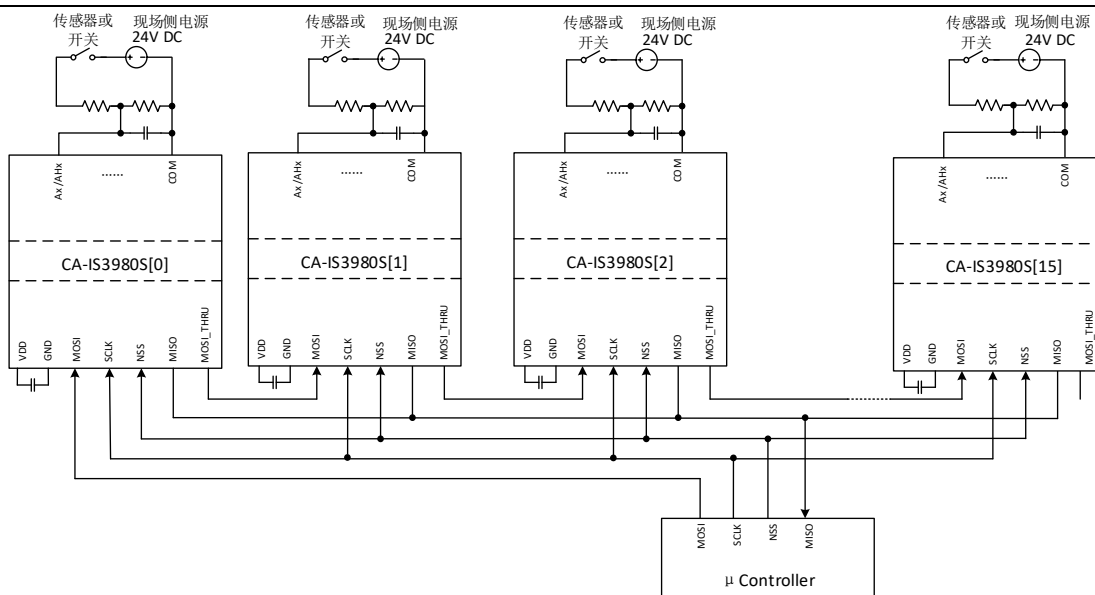 传感器或
开关
现场侧电源
24V DC
传感器或
开关
现场侧电源
24V DC
传感器或
开关
现场侧电源
24V DC
传感器或
开关
现场侧电源
24V DC
Ax/AHx
......
COM
Ax/AHx
......
COM
Ax/AHx
......
COM
Ax/AHx
......
COM
CA-IS3980S[0]
CA-IS3980S[1]
CA-IS3980S[2]
CA-IS3980S[15]
VDD
GND
MOSI
SCLK
NSS
MISO
MOSI_THRU
VDD
GND
MOSI
SCLK
NSS
MISO
MOSI_THRU
VDD
GND
MOSI
SCLK
NSS
MISO
MOSI_THRU
VDD
GND
MOSI
SCLK
NSS
MISO
MOSI_THRU
MOSI
SCLK
NSS
MISO
μ Controller